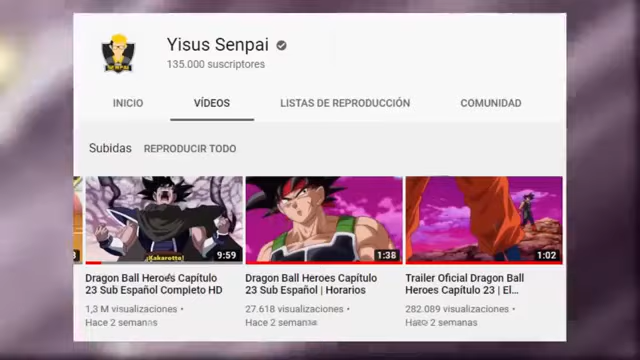 Yisus Senpai
135.000 suscriptores
SENPAI
INICIO
VÍDEOS
LISTAS DE REPRODUCCIÓN
COMUNIDAD
Subidas REPRODUCIR TODO
¡Kakarotto!
9:59
1:38
1:02
Dragon Ball Heroes Capítulo
23 Sub Español Completo HD
1,3 M visualizaciones •
Hace 2 semanas
Dragon Ball Heroes Capítulo
23 Sub Español | Horarios
27.618 visualizaciones •
Hace 2 semanas
Trailer Oficial Dragon Ball
Heroes Capítulo 23 | El...
282.089 visualizaciones •
Hace 2 semanas